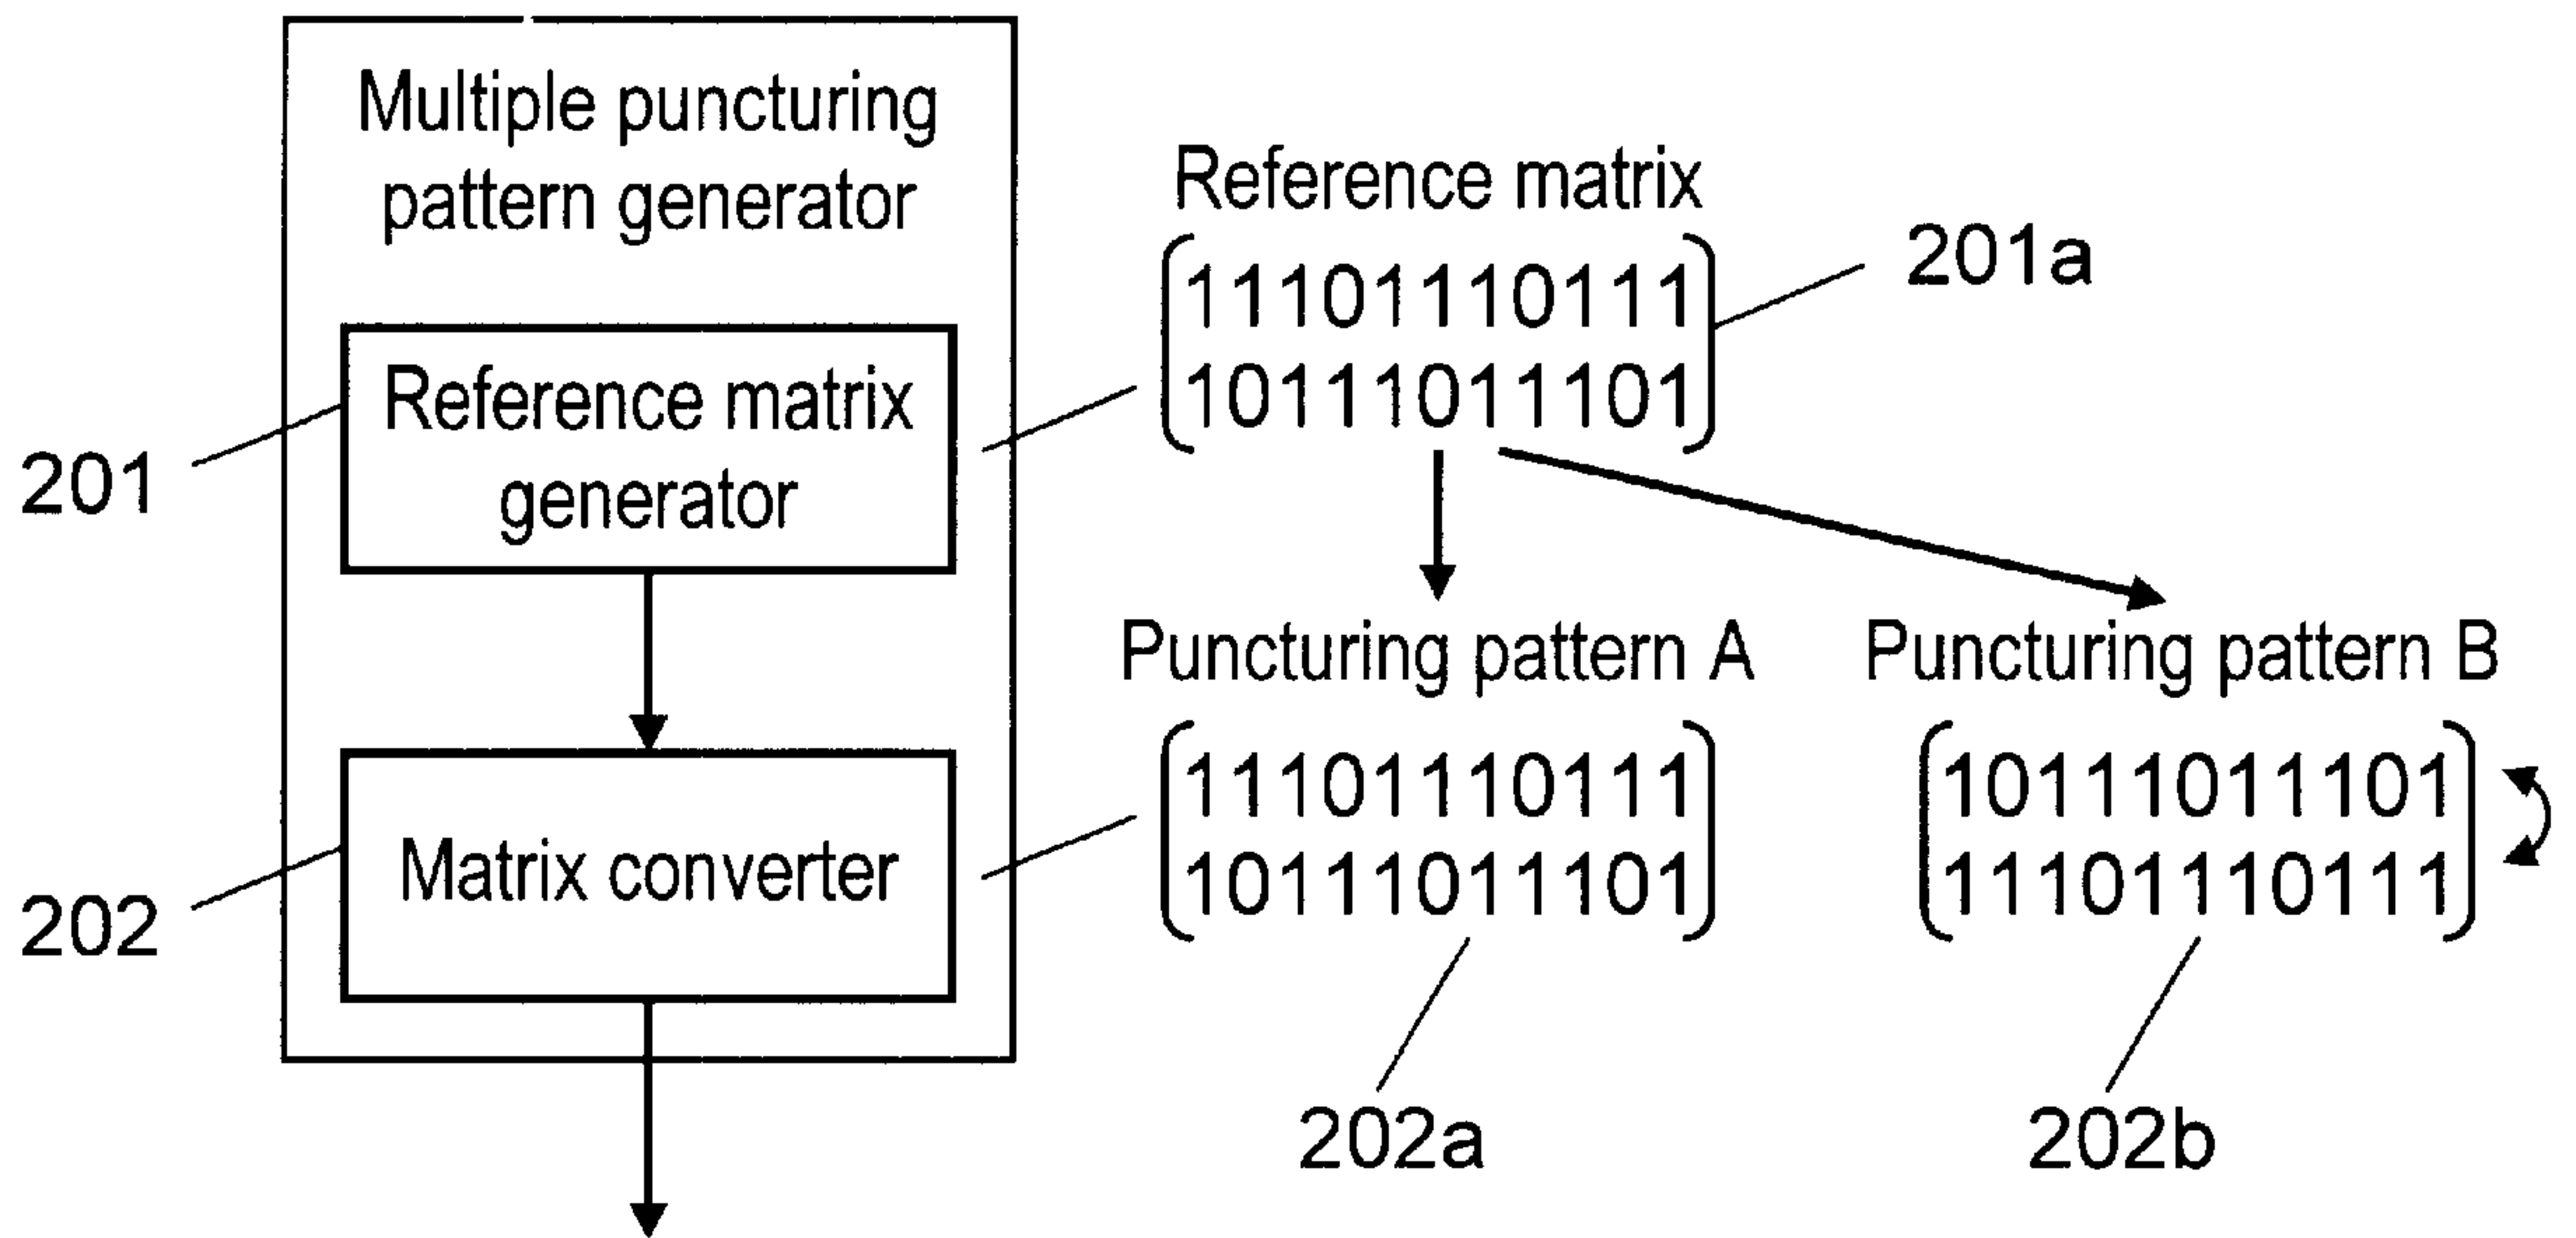 Multiple puncturing
pattern generator
Reference matrix
generator
201
Matrix converter
202
Reference matrix
11101110111
10111011101
201a
Puncturing pattern A
11101110111
10111011101
202a
Puncturing pattern B
10111011101
11101110111
202b